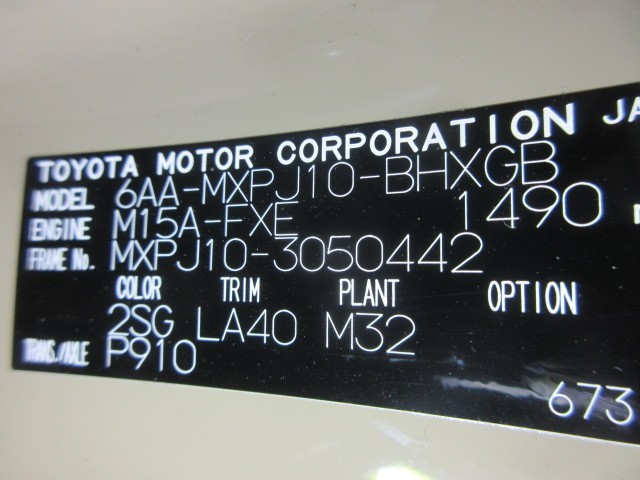 TOYOTA MOTOR CORPORATION JA
MODEL 6AA-MXPJ10-BHXGB
ENGINE M15A-FXE 1490
FRAME No. MXPJ10-3050442
COLOR TRIM PLANT OPTION
2SG LA40 M32
TRANS./AXLE P910
673